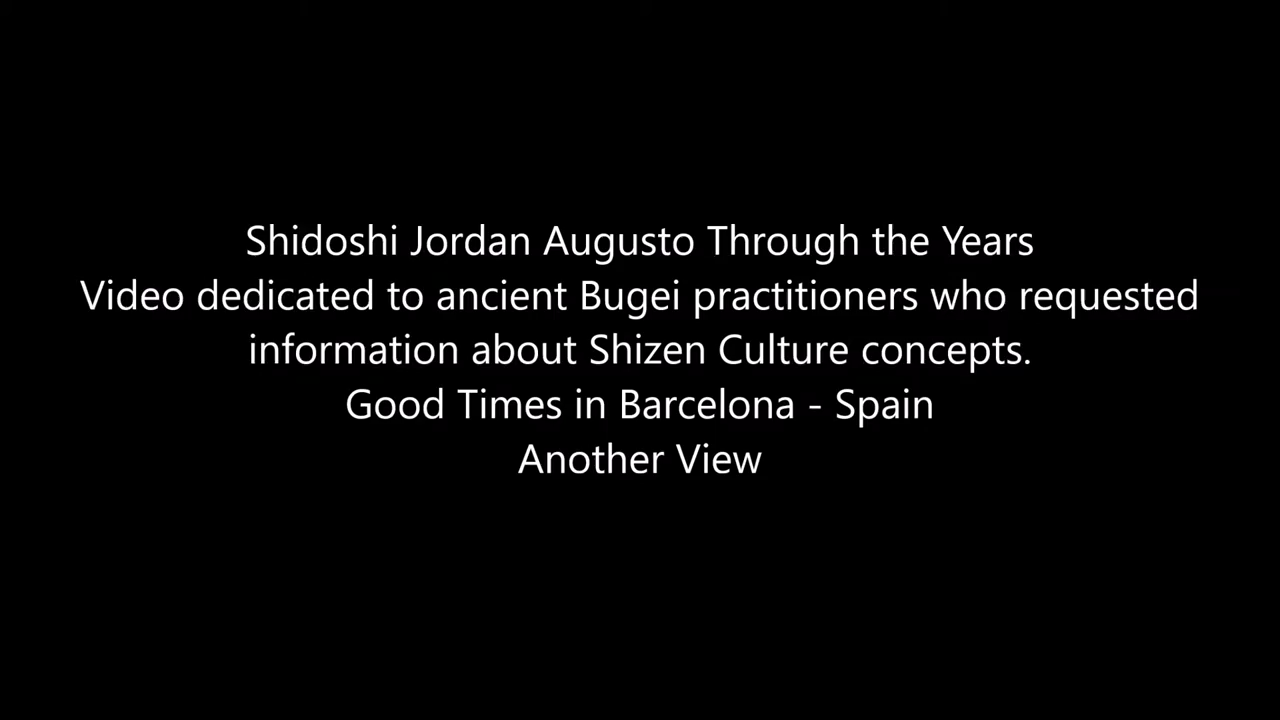 Shidoshi Jordan Augusto Through the Years
Video dedicated to ancient Bugei practitioners who requested
information about Shizen Culture concepts.
Good Times in Barcelona - Spain
Another View